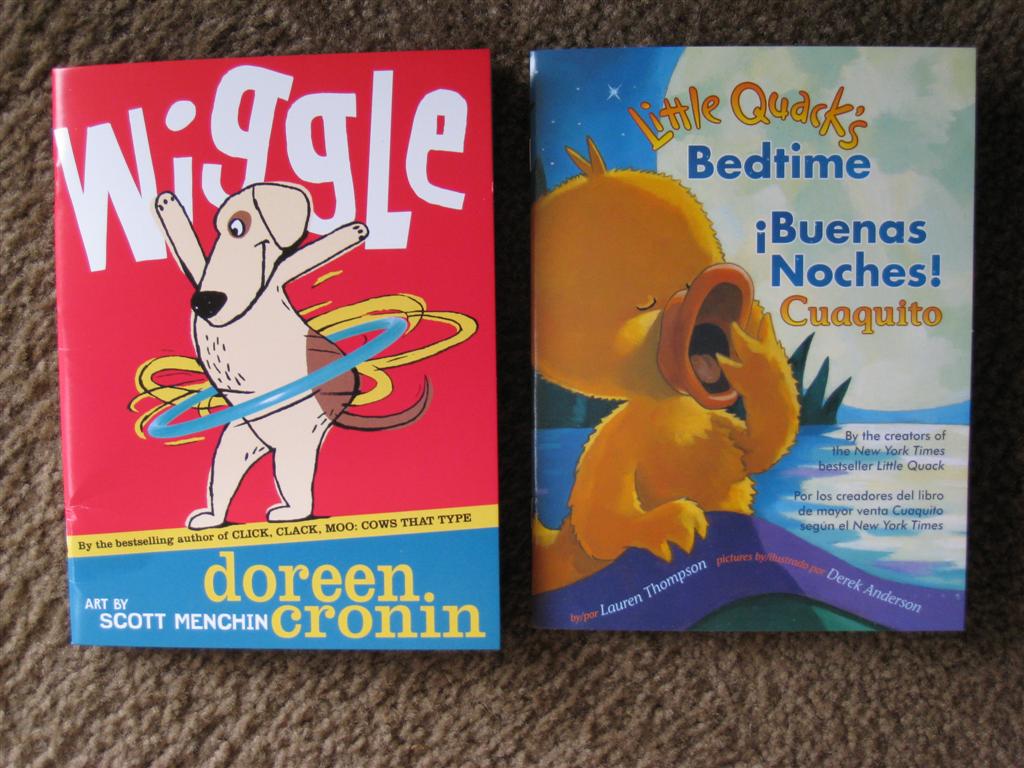 Wiggle
By the bestselling author of CLICK, CLACK, MOO: COWS THAT TYPE
doreen
cronin
ART BY
SCOTT MENCHIN
Little Quack's
Bedtime
¡Buenas
Noches!
Cuaquito
By the creators of
the New York Times
bestseller Little Quack
Por los creadores del libro
de mayor venta Cuaquito
según el New York Times
by/por Lauren Thompson pictures by/ilustrado por Derek Anderson